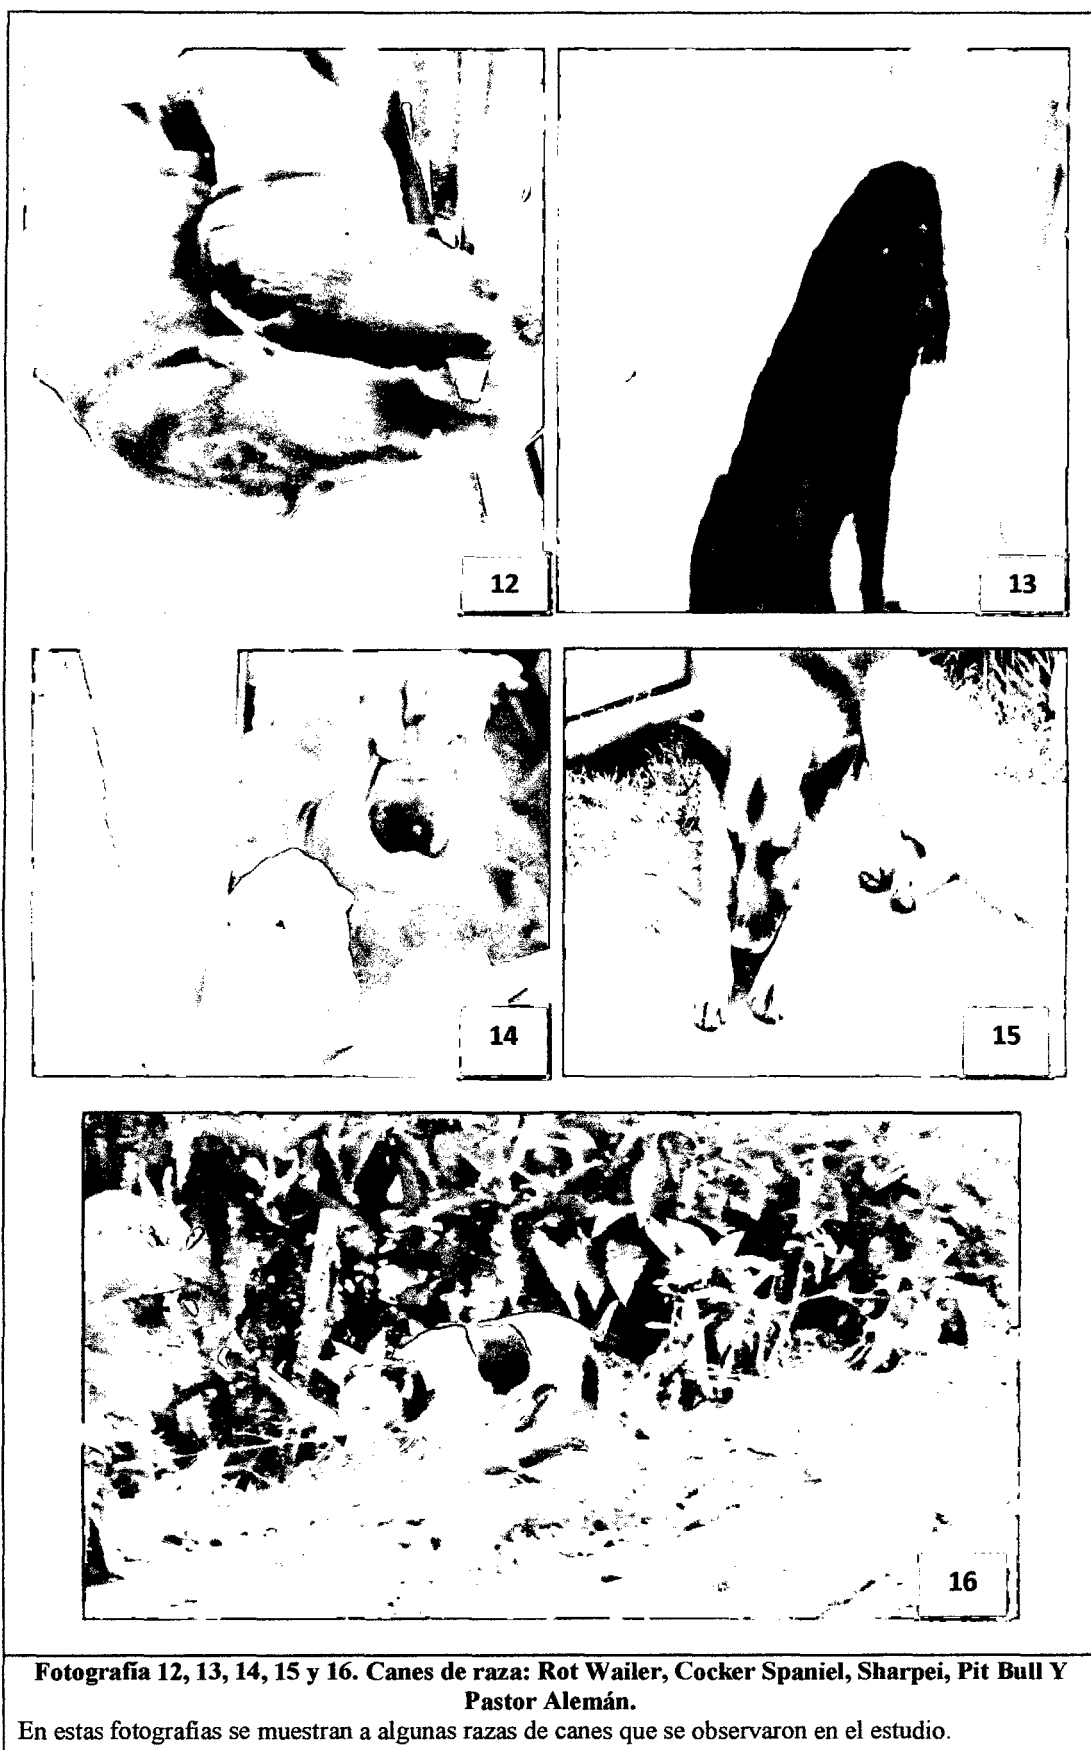 12
13
14
15
16
Fotografía 12, 13, 14, 15 y 16. Canes de raza: Rot Wailer, Cocker Spaniel, Sharpei, Pit Bull Y
Pastor Alemán.
En estas fotografías se muestran a algunas razas de canes que se observaron en el estudio.